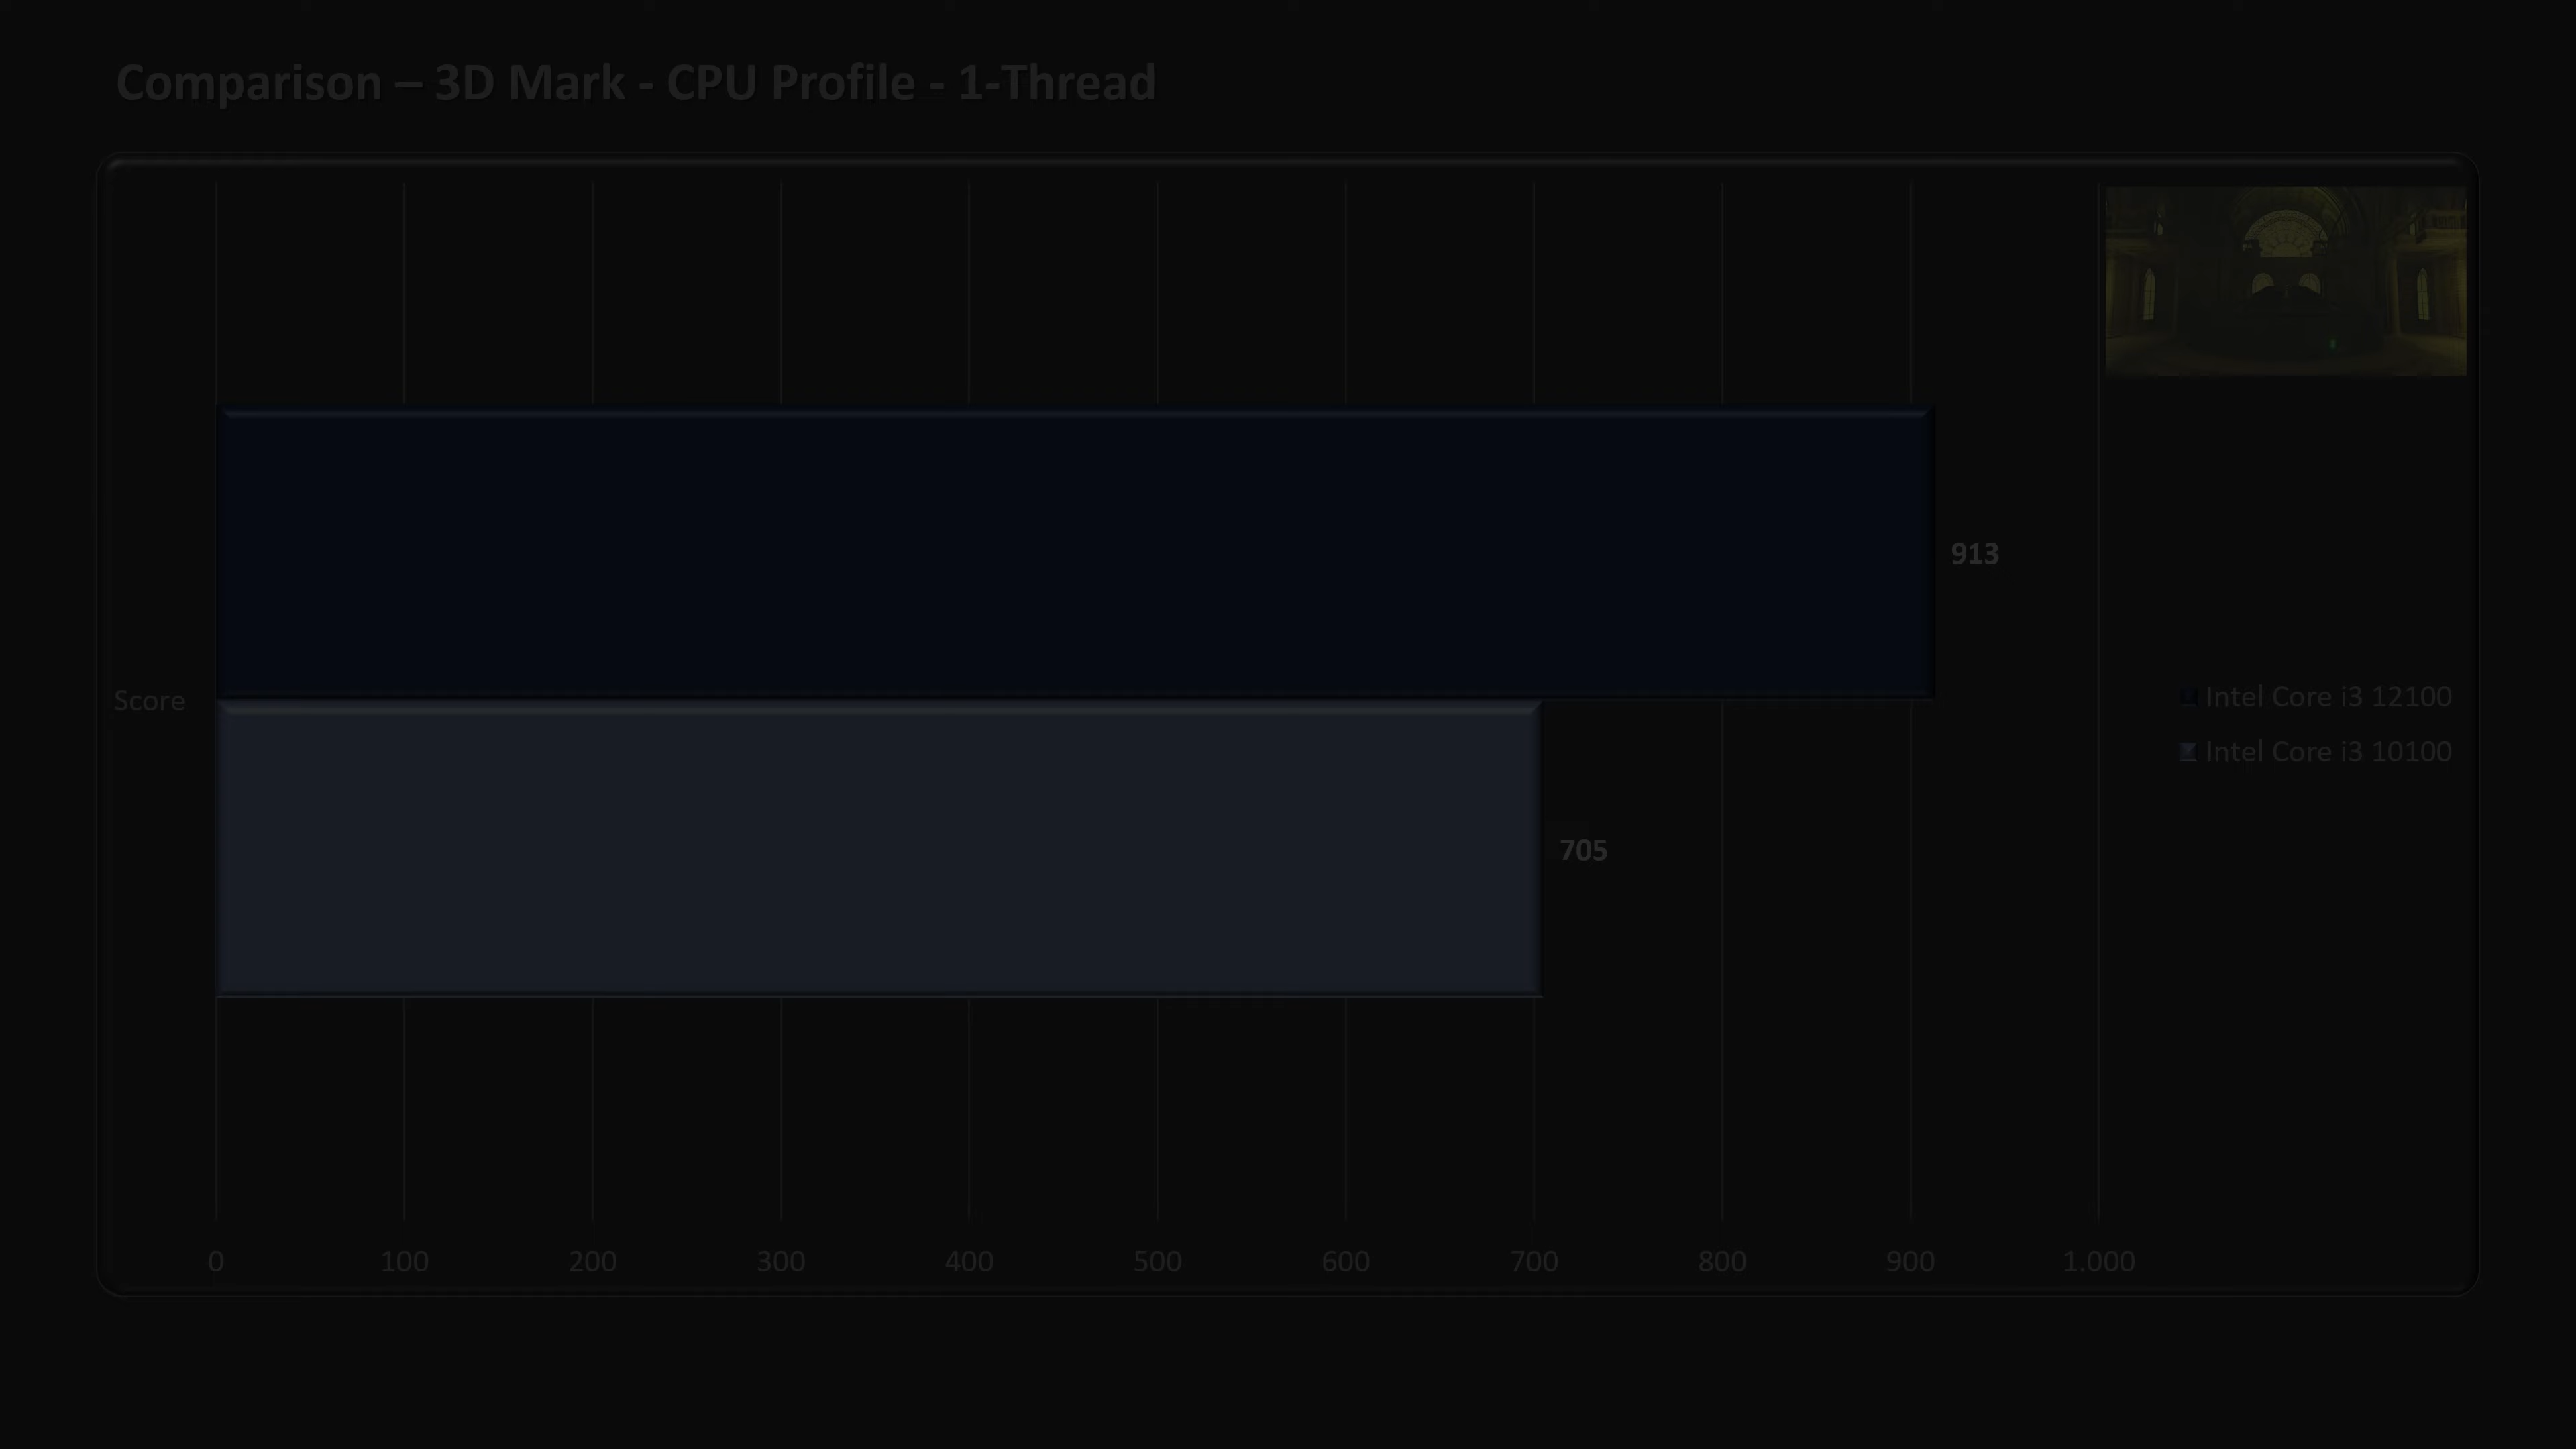 Comparison – 3D Mark - CPU Profile - 1-Thread
913
Score
Intel Core i3 12100
Intel Core i3 10100
705
0 100 200 300 400 500 600 700 800 900 1.000